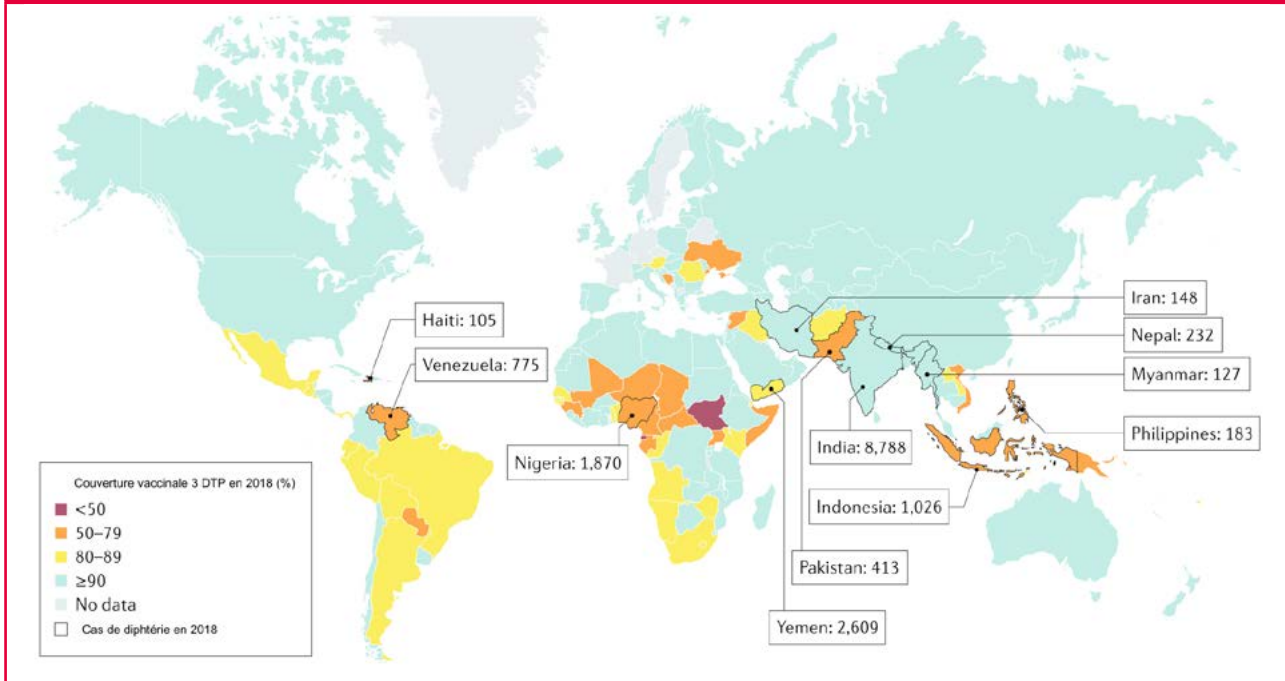 Haiti: 105
Venezuela: 775
Nigeria: 1,870
Iran: 148
Nepal: 232
Myanmar: 127
Philippines: 183
India: 8,788
Indonesia: 1,026
Pakistan: 413
Yemen: 2,609
Couverture vaccinale 3 DTP en 2018 (%)
<50
50–79
80–89
≥90
No data
Cas de diphtérie en 2018